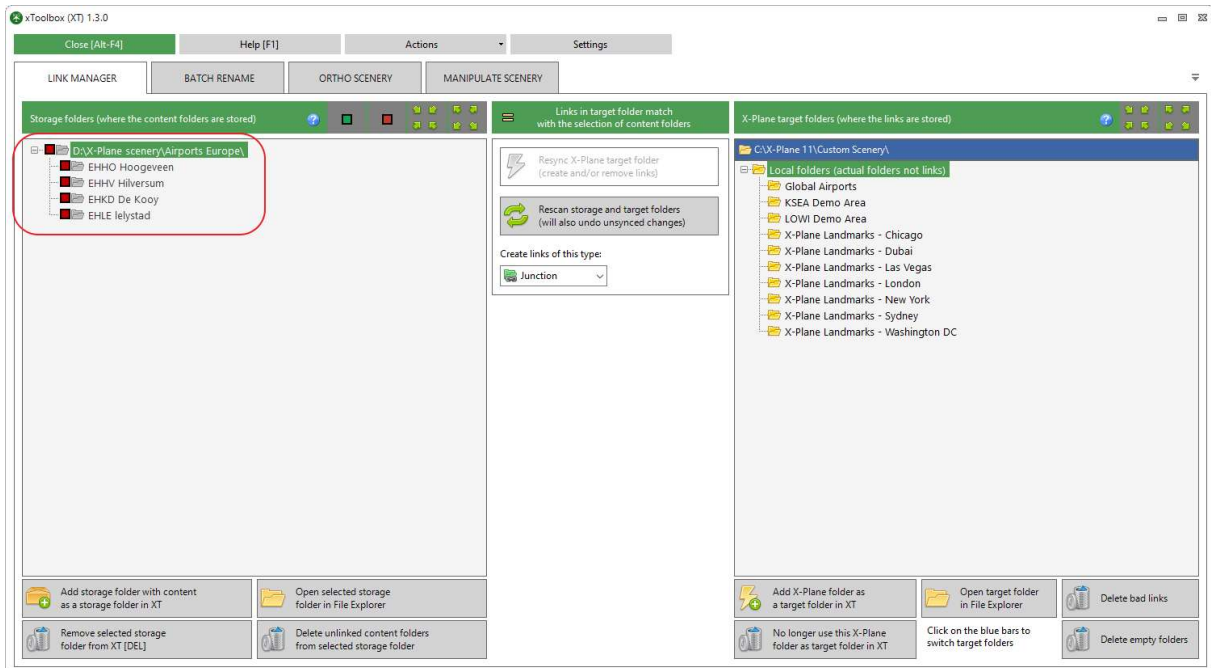 xToolbox (XT) 1.3.0
Close [Alt-F4]
Help [F1]
Actions
Settings
LINK MANAGER
BATCH RENAME
ORTHO SCENERY
MANIPULATE SCENERY
Storage folders (where the content folders are stored)
D:\X-Plane scenery\Airports Europe\
EHHO Hoogeveen
EHHV Hilversum
EHKD De Kooy
EHLE lelystad
Links in target folder match
with the selection of content folders
Resync X-Plane target folder
(create and/or remove links)
Rescan storage and target folders
(will also undo unsynced changes)
Create links of this type:
Junction
X-Plane target folders (where the links are stored)
C:\X-Plane 11\Custom Scenery\
Local folders (actual folders not links)
Global Airports
KSEA Demo Area
LOWI Demo Area
X-Plane Landmarks - Chicago
X-Plane Landmarks - Dubai
X-Plane Landmarks - Las Vegas
X-Plane Landmarks - London
X-Plane Landmarks - New York
X-Plane Landmarks - Sydney
X-Plane Landmarks - Washington DC
Add storage folder with content
as a storage folder in XT
Open selected storage
folder in File Explorer
Remove selected storage
folder from XT [DEL]
Delete unlinked content folders
from selected storage folder
Add X-Plane folder as
a target folder in XT
Open target folder
in File Explorer
Delete bad links
No longer use this X-Plane
folder as target folder in XT
Click on the blue bars to
switch target folders
Delete empty folders